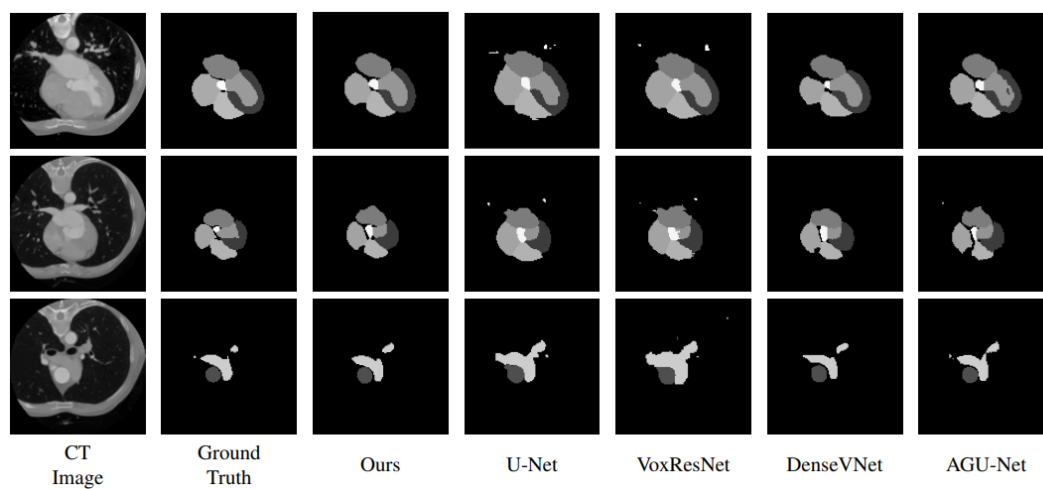 CT
Image
Ground
Truth
Ours
U-Net
VoxResNet
DenseVNet
AGU-Net